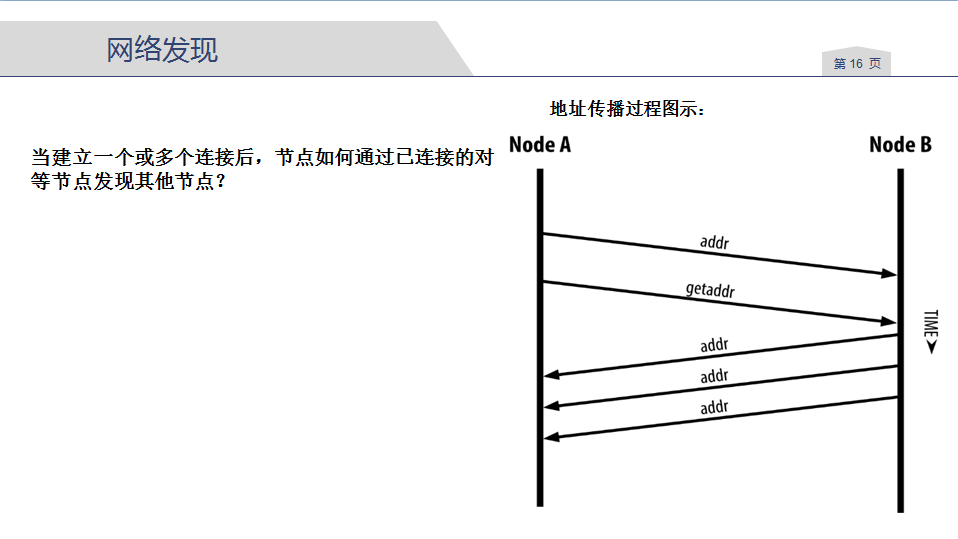 网络发现
第 16 页
地址传播过程图示：
当建立一个或多个连接后，节点如何通过已连接的对
等节点发现其他节点？
Node A
Node B
addr
getaddr
TIME
addr
addr
addr